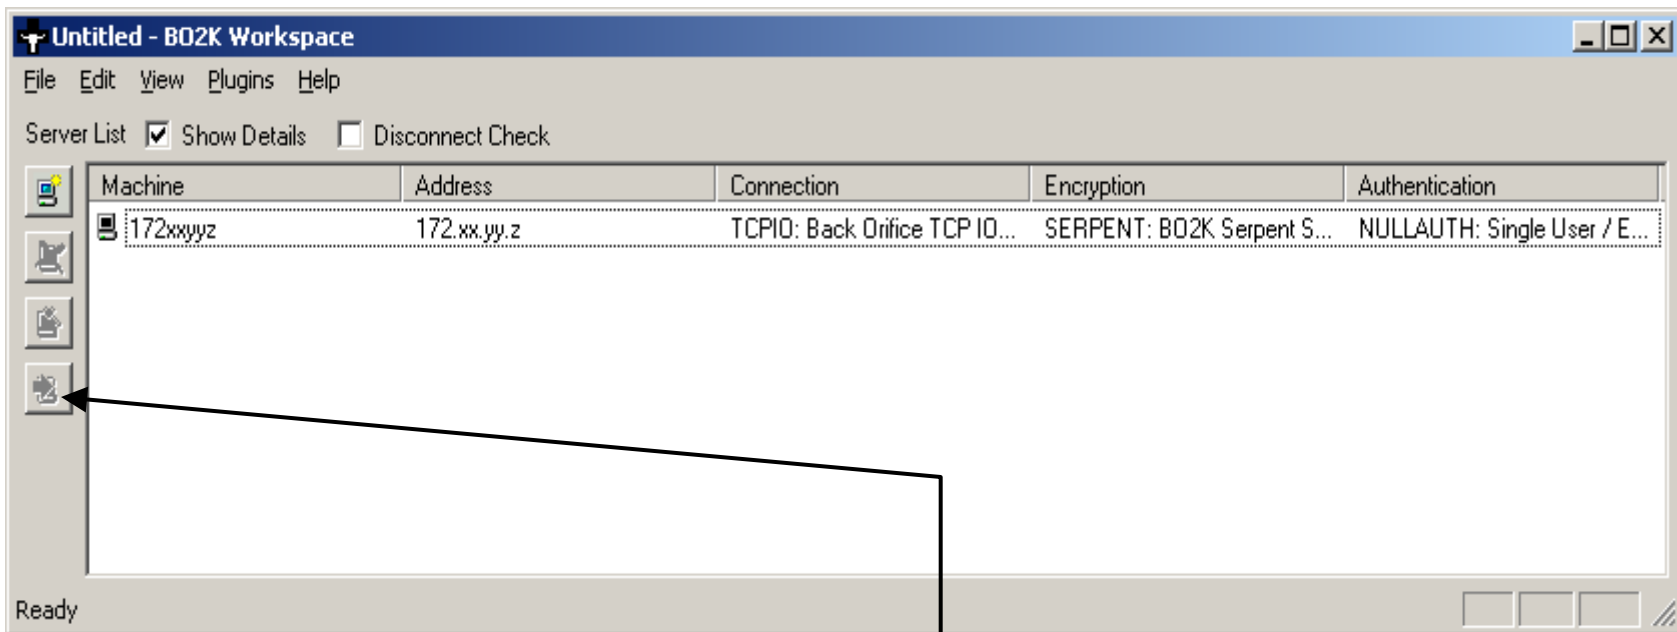 Untitled - BO2K Workspace
File Edit View Plugins Help
Server List Show Details Disconnect Check
Machine Address Connection Encryption Authentication
172xxyyz 172.xx.yy.z TCPIO: Back Orifice TCP IO... SERPENT: BO2K Serpent S... NULLAUTH: Single User / E...
Ready